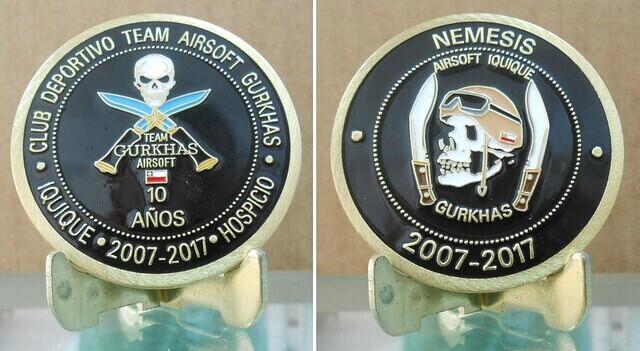 CLUB DEPORTIVO TEAM AIRSOFT GURKHAS
TEAM
GURKHAS
AIRSOFT
10
AÑOS
IQUIQUE • 2007-2017 • HOSPICIO
NEMESIS
AIRSOFT IQUIQUE
GURKHAS
2007-2017